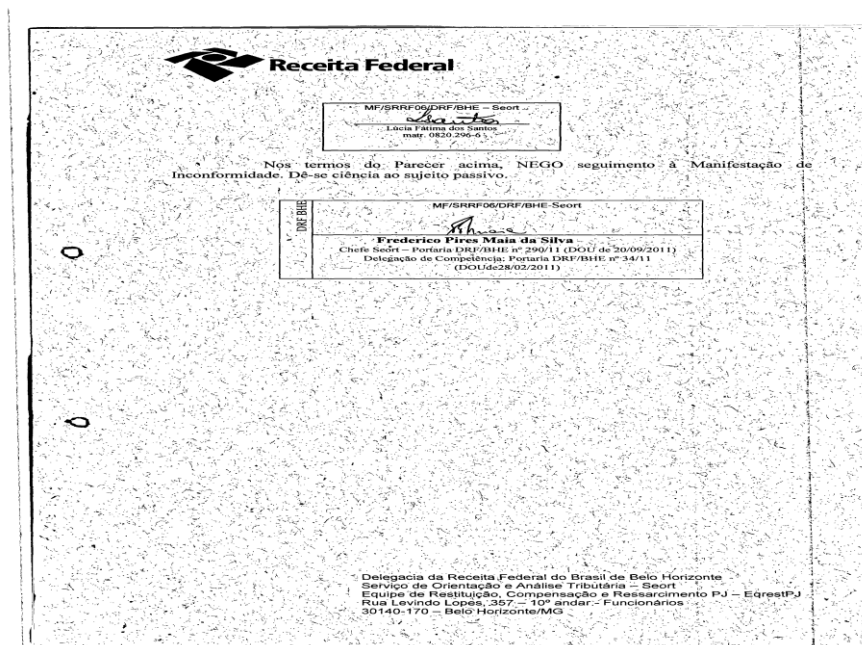 Receita Federal
MF/SRRF06/DRF/BHE – Seort
Lúcia Fátima dos Santos
matr. 0820.296-6
Nos termos do Parecer acima, NEGO seguimento à Manifestação de
Inconformidade. Dê-se ciência ao sujeito passivo.
DRF BHE
MF/SRRF06/DRF/BHE-Seort
Frederico Pires Maia da Silva
Chefe Seort – Portaria DRF/BHE nº 290/11 (DOU de 20/09/2011)
Delegação de Competência: Portaria DRF/BHE nº 34/11
(DOUde28/02/2011)
Delegacia da Receita Federal do Brasil de Belo Horizonte
Serviço de Orientação e Análise Tributária – Seort
Equipe de Restituição, Compensação e Ressarcimento PJ – EqrestPJ
Rua Levindo Lopes, 357 – 10º andar - Funcionários
30140-170 – Belo Horizonte/MG